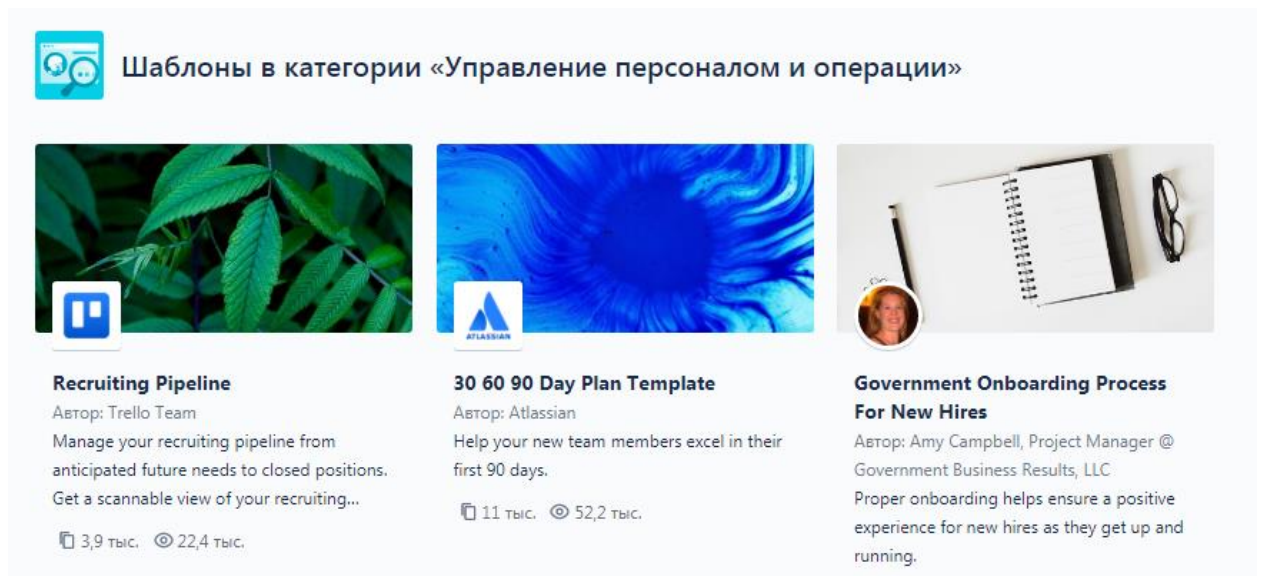 Шаблоны в категории «Управление персоналом и операции»
ATLASSIAN
Recruiting Pipeline
Автор: Trello Team
Manage your recruiting pipeline from
anticipated future needs to closed positions.
Get a scannable view of your recruiting...
3,9 тыс. 22,4 тыс.
30 60 90 Day Plan Template
Автор: Atlassian
Help your new team members excel in their
first 90 days.
11 тыс. 52,2 тыс.
Government Onboarding Process
For New Hires
Автор: Amy Campbell, Project Manager @
Government Business Results, LLC
Proper onboarding helps ensure a positive
experience for new hires as they get up and
running.